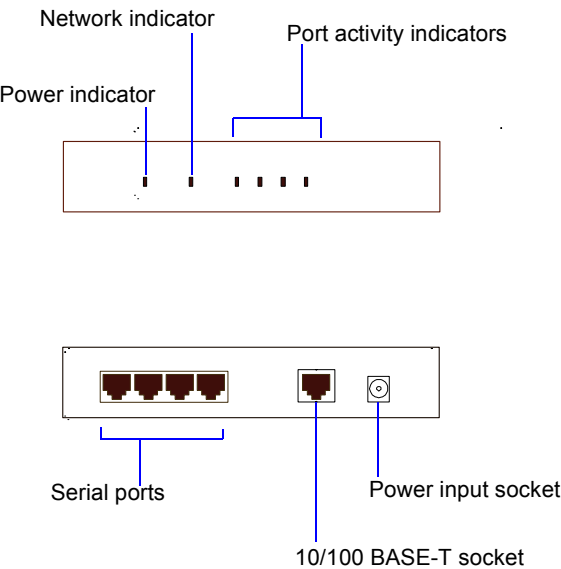 Network indicator
Port activity indicators
Power indicator
Serial ports
Power input socket
10/100 BASE-T socket